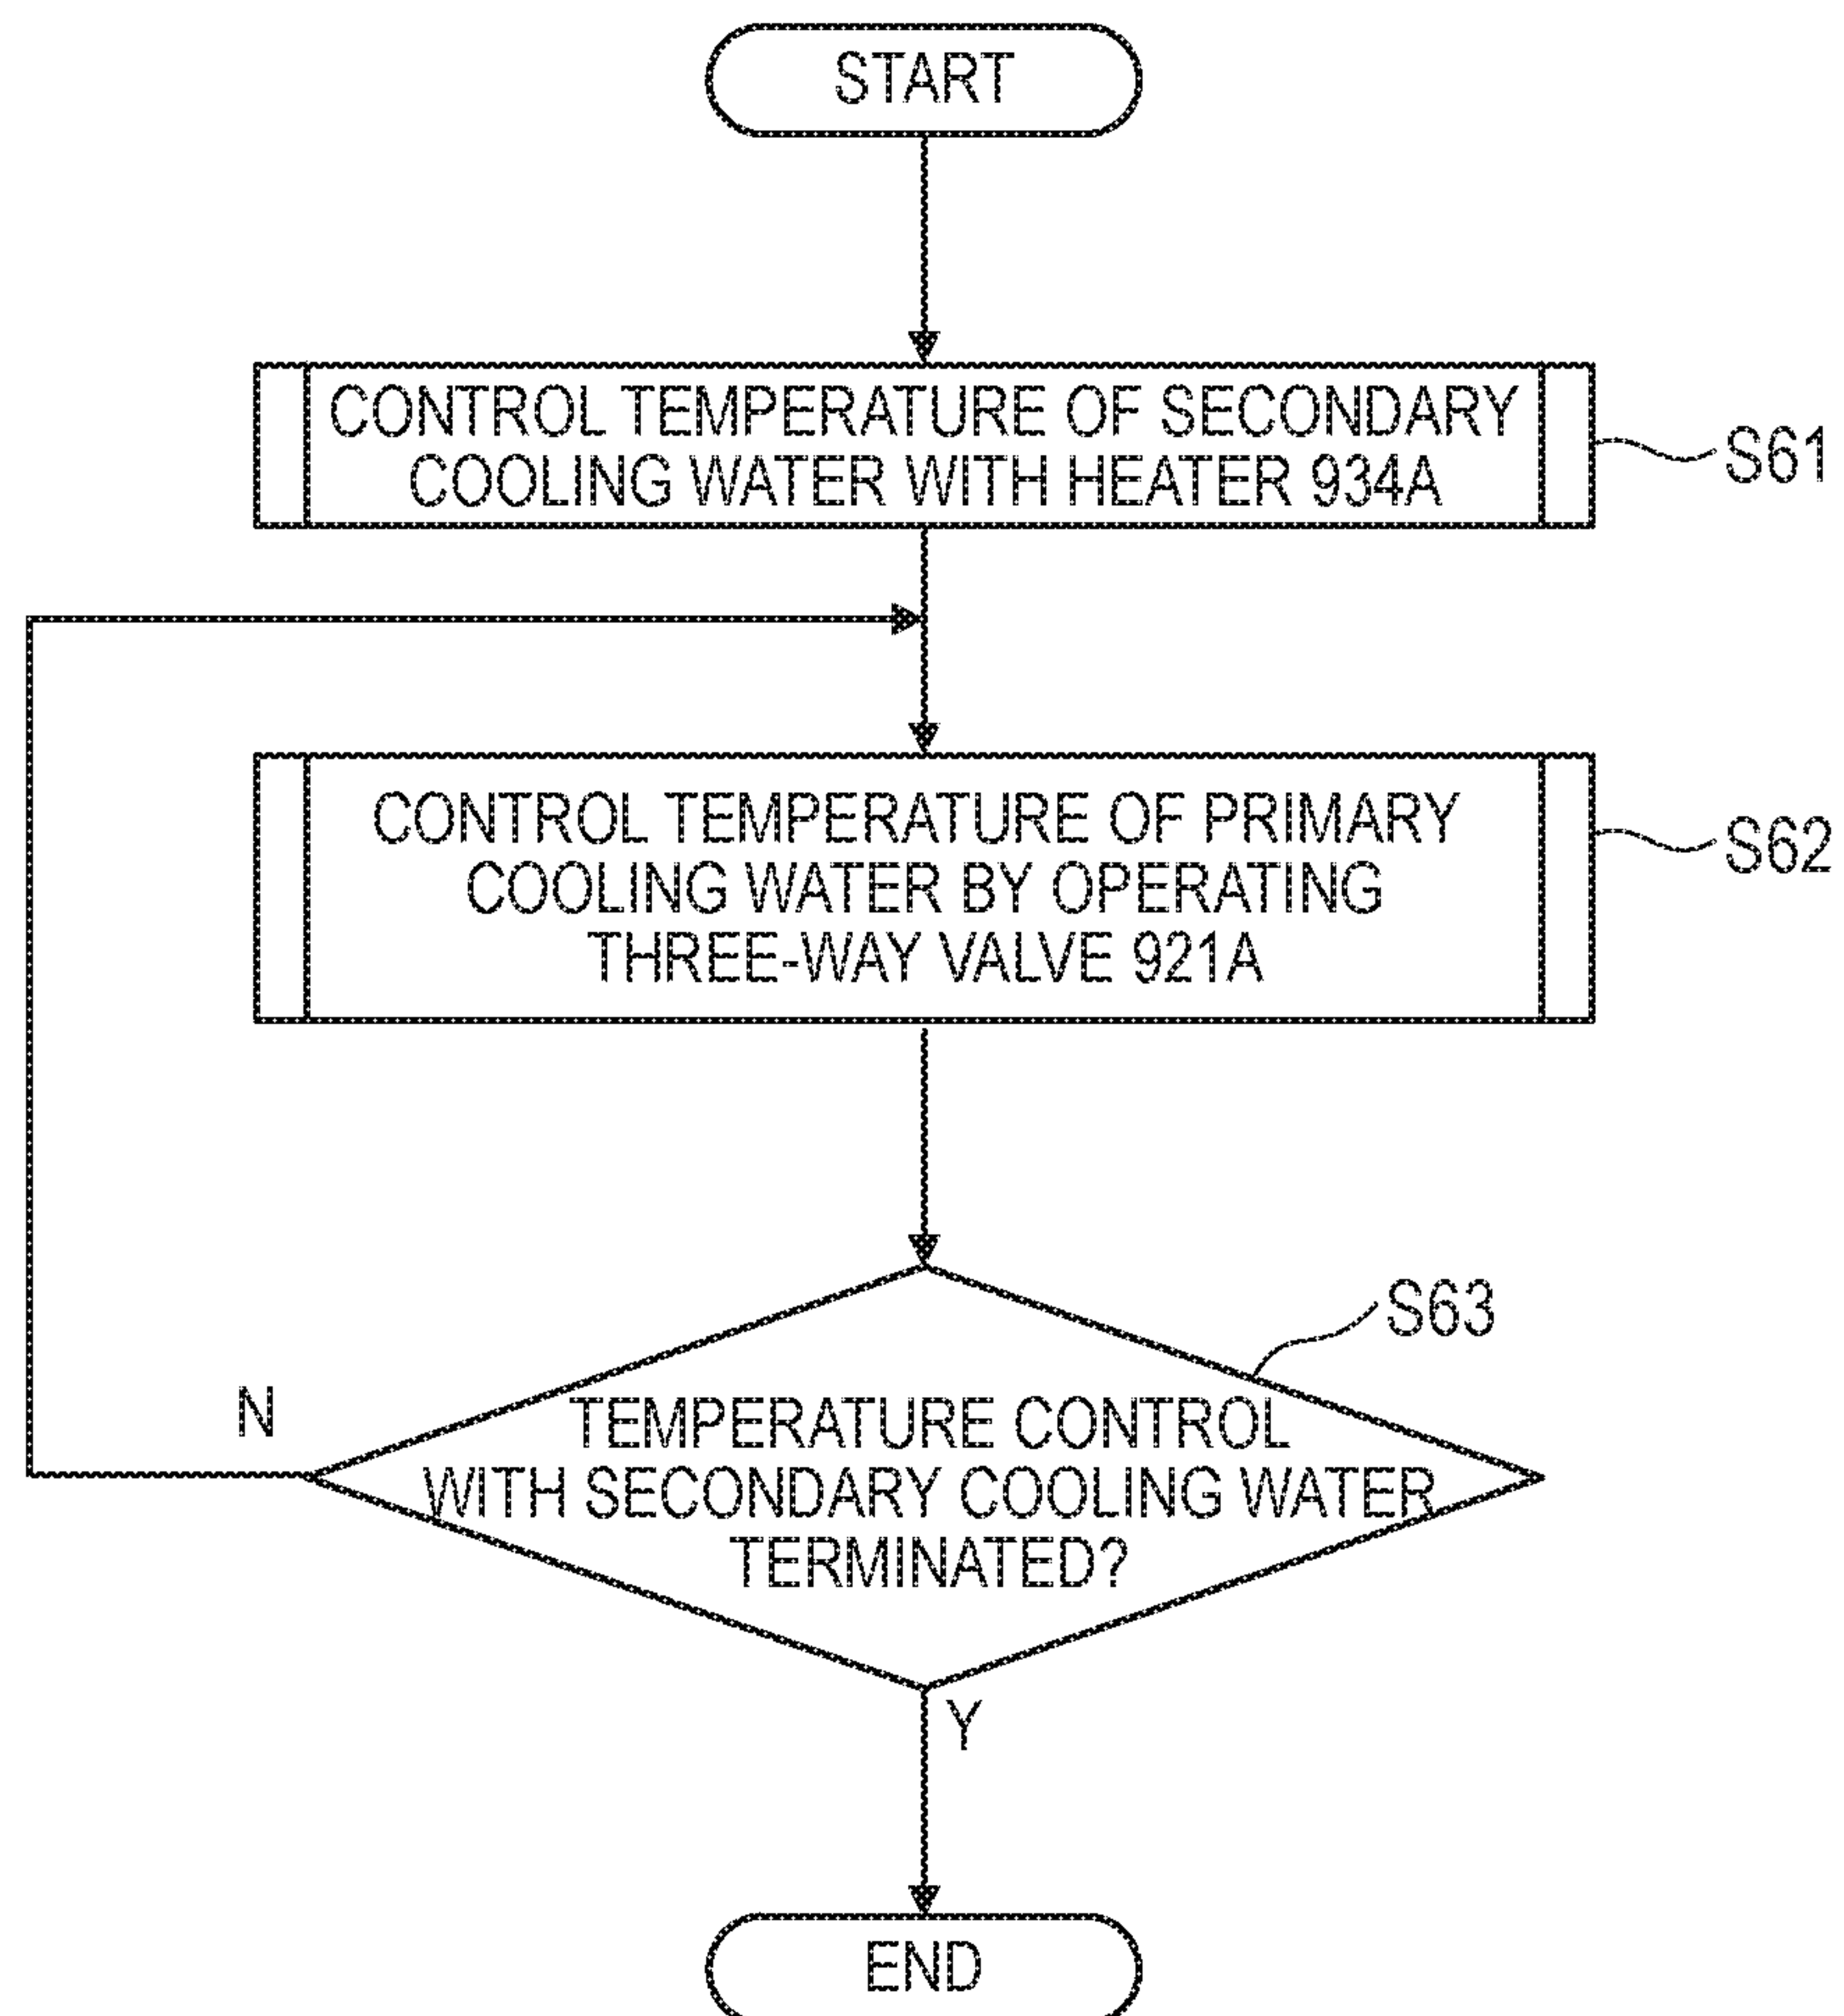 START
CONTROL TEMPERATURE OF SECONDARY
COOLING WATER WITH HEATER 934A
S61
CONTROL TEMPERATURE OF PRIMARY
COOLING WATER BY OPERATING
THREE-WAY VALVE 921A
S62
S63
N
TEMPERATURE CONTROL
WITH SECONDARY COOLING WATER
TERMINATED?
Y
END